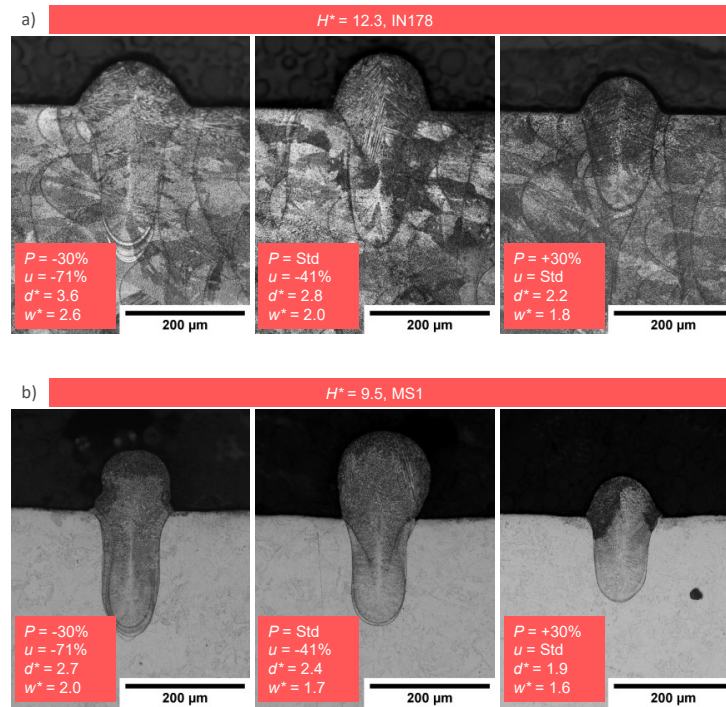 a)
H* = 12.3, IN178
P = -30%
u = -71%
d* = 3.6
w* = 2.6
200 µm
P = Std
u = -41%
d* = 2.8
w* = 2.0
200 µm
P = +30%
u = Std
d* = 2.2
w* = 1.8
200 µm
b)
H* = 9.5, MS1
P = -30%
u = -71%
d* = 2.7
w* = 2.0
200 µm
P = Std
u = -41%
d* = 2.4
w* = 1.7
200 µm
P = +30%
u = Std
d* = 1.9
w* = 1.6
200 µm